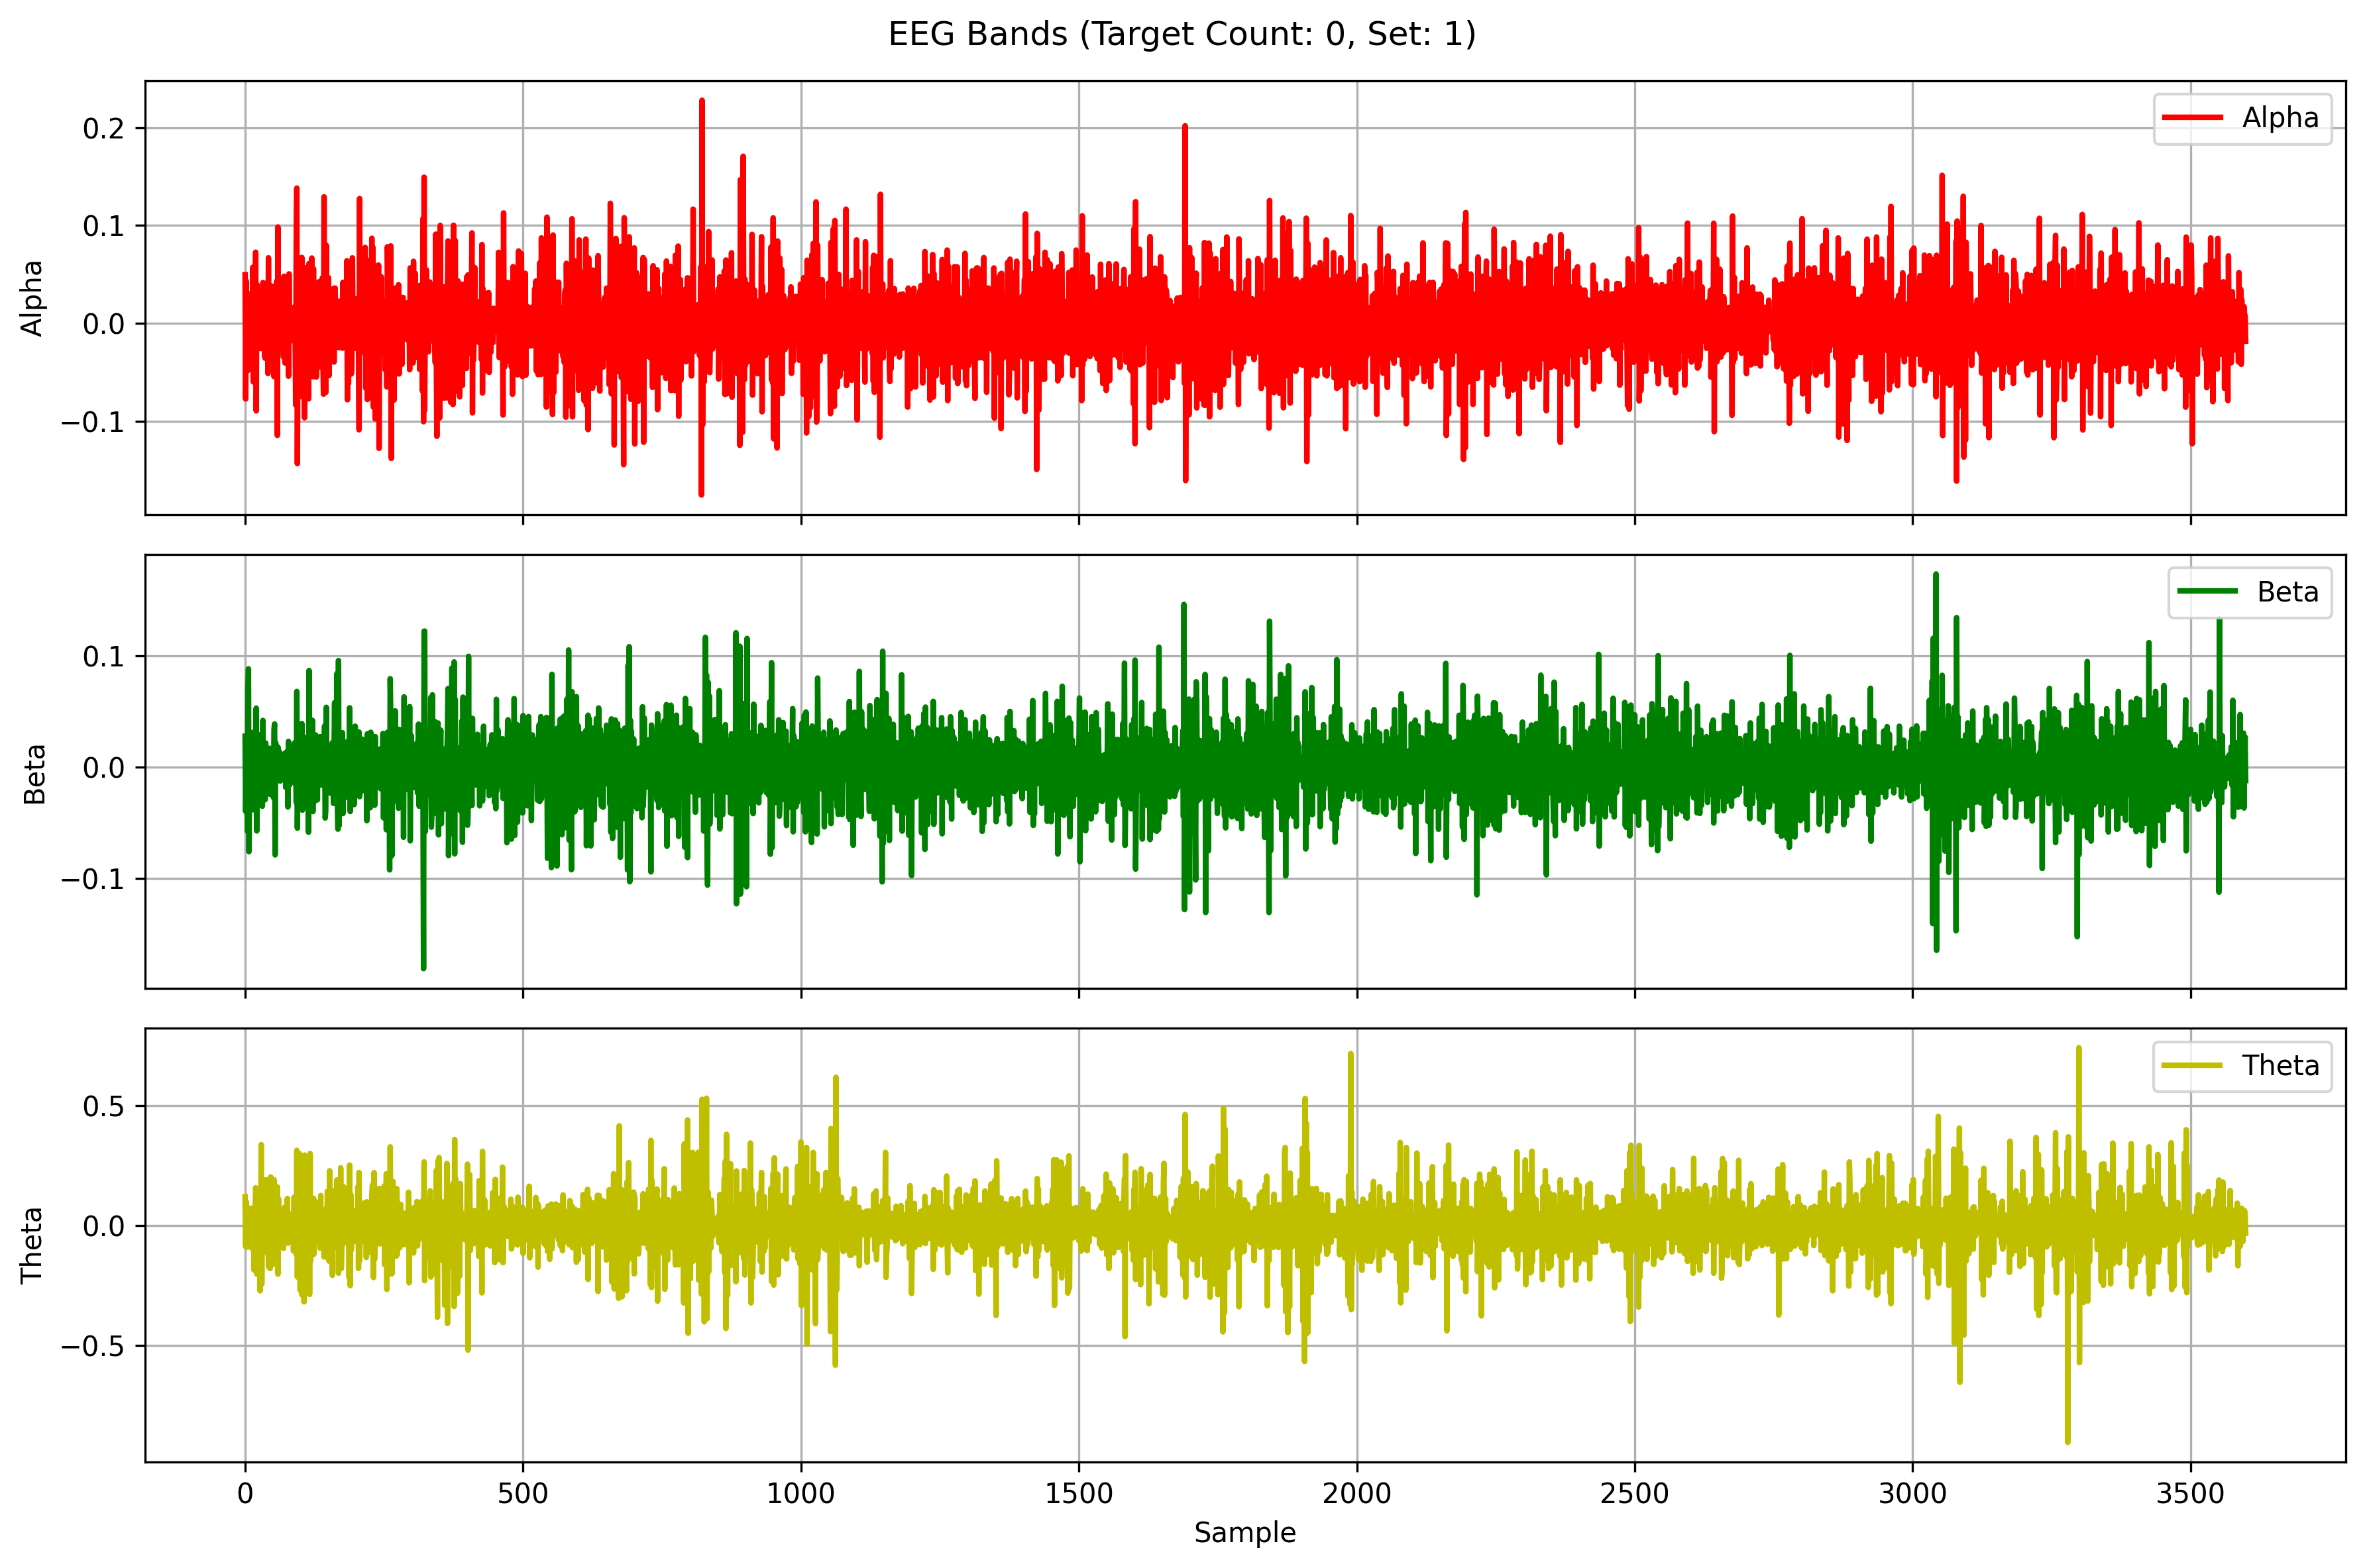 EEG Bands (Target Count: 0, Set: 1)
Alpha
0.2
0.1
0.0
−0.1
Alpha
Beta
0.1
0.0
−0.1
Beta
Theta
0.5
0.0
−0.5
Theta
0 500 1000 1500 2000 2500 3000 3500
Sample